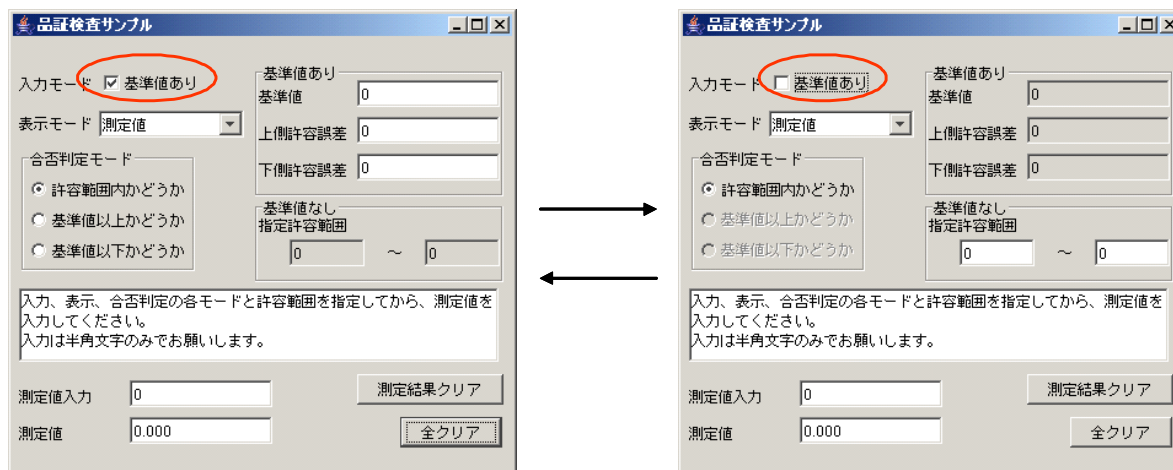 品証検査サンプル
入力モード 基準値あり
表示モード 測定値
合否判定モード
許容範囲内かどうか
基準値以上かどうか
基準値以下かどうか
基準値あり
基準値 0
上側許容誤差 0
下側許容誤差 0
基準値なし
指定許容範囲
0 ~ 0
入力、表示、合否判定の各モードと許容範囲を指定してから、測定値を
入力してください。
入力は半角文字のみでお願いします。
測定値入力 0
測定結果クリア
測定値 0.000
全クリア
品証検査サンプル
入力モード 基準値あり
表示モード 測定値
合否判定モード
許容範囲内かどうか
基準値以上かどうか
基準値以下かどうか
基準値あり
基準値 0
上側許容誤差 0
下側許容誤差 0
基準値なし
指定許容範囲
0 ~ 0
入力、表示、合否判定の各モードと許容範囲を指定してから、測定値を
入力してください。
入力は半角文字のみでお願いします。
測定値入力 0
測定結果クリア
測定値 0.000
全クリア